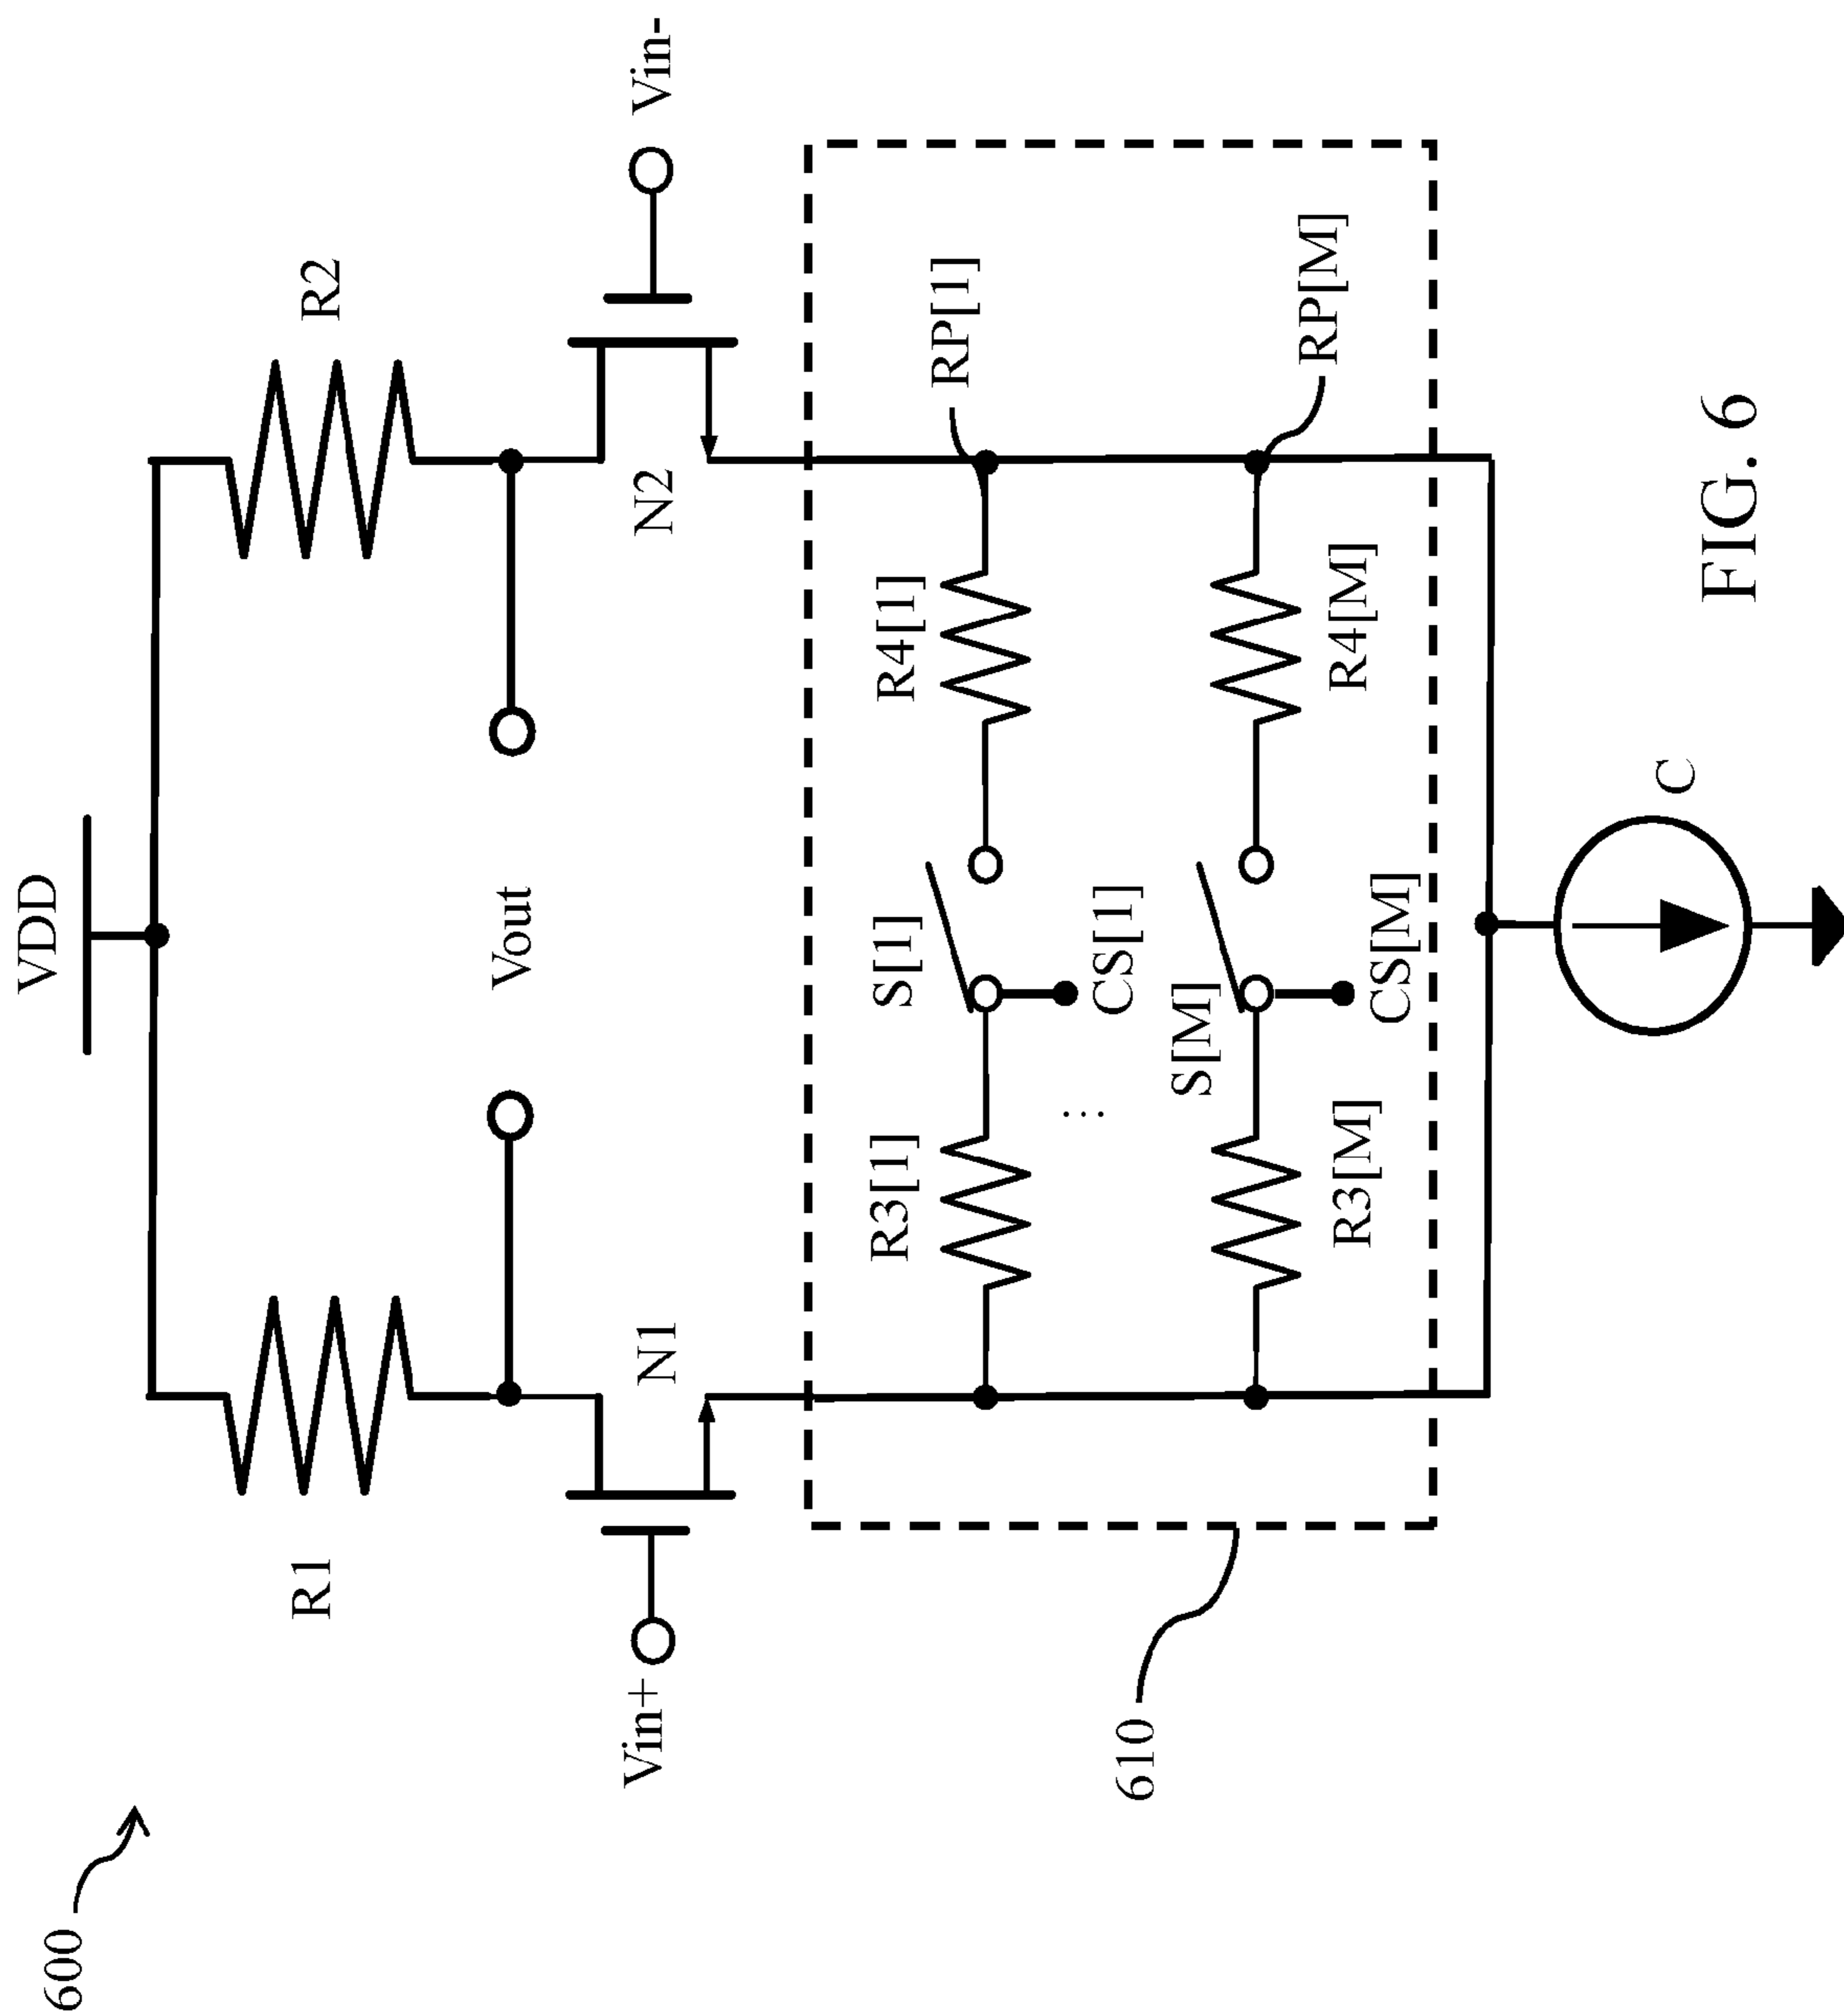 600
VDD
R1
R2
Vout
Vin+
N1
N2
Vin-
R3[1]
S[1]
R4[1]
RP[1]
...
CS[1]
S[M]
610
R3[M]
CS[M]
R4[M]
RP[M]
C
FIG. 6